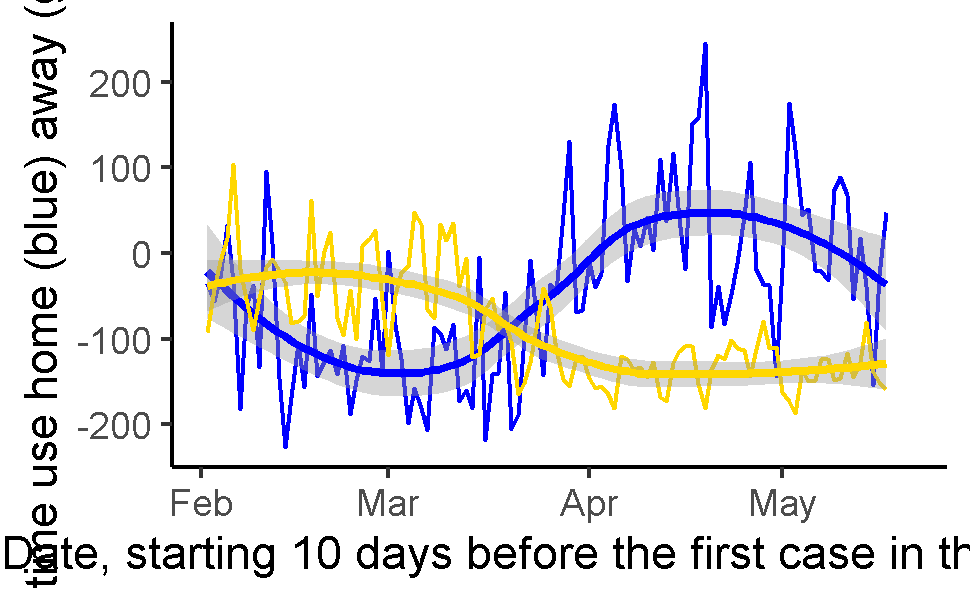 time use home (blue) away (
200
100
0
-100
-200
Feb Mar Apr May
Date, starting 10 days before the first case in th